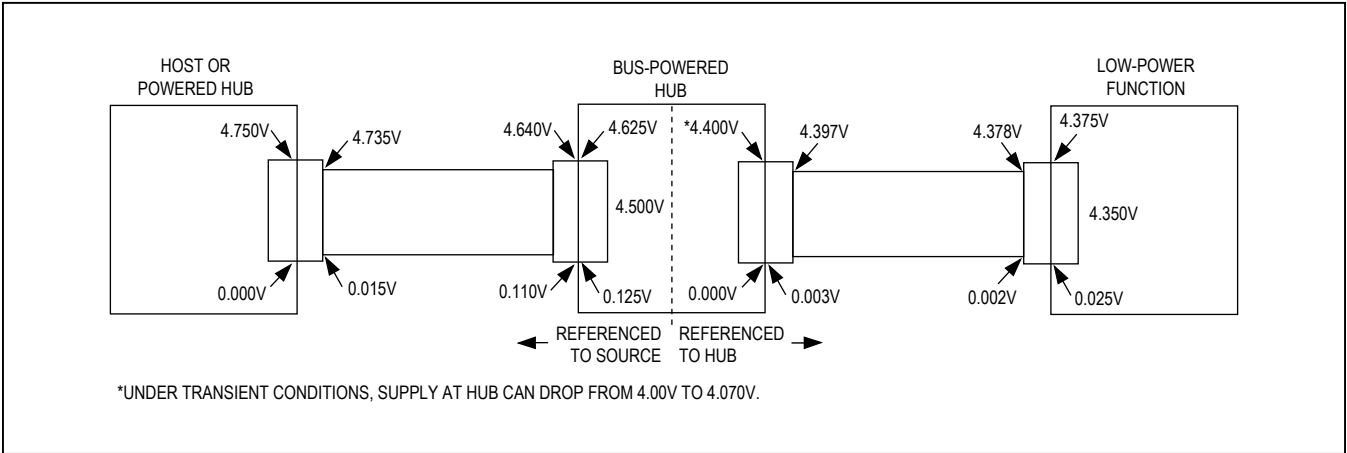 HOST OR
POWERED HUB
BUS-POWERED
HUB
LOW-POWER
FUNCTION
4.750V
4.735V
4.640V
4.625V
*4.400V
4.397V
4.378V
4.375V
4.500V
4.350V
0.000V
0.015V
0.110V
0.125V
0.000V
0.003V
0.002V
0.025V
REFERENCED
TO SOURCE
REFERENCED
TO HUB
*UNDER TRANSIENT CONDITIONS, SUPPLY AT HUB CAN DROP FROM 4.00V TO 4.070V.